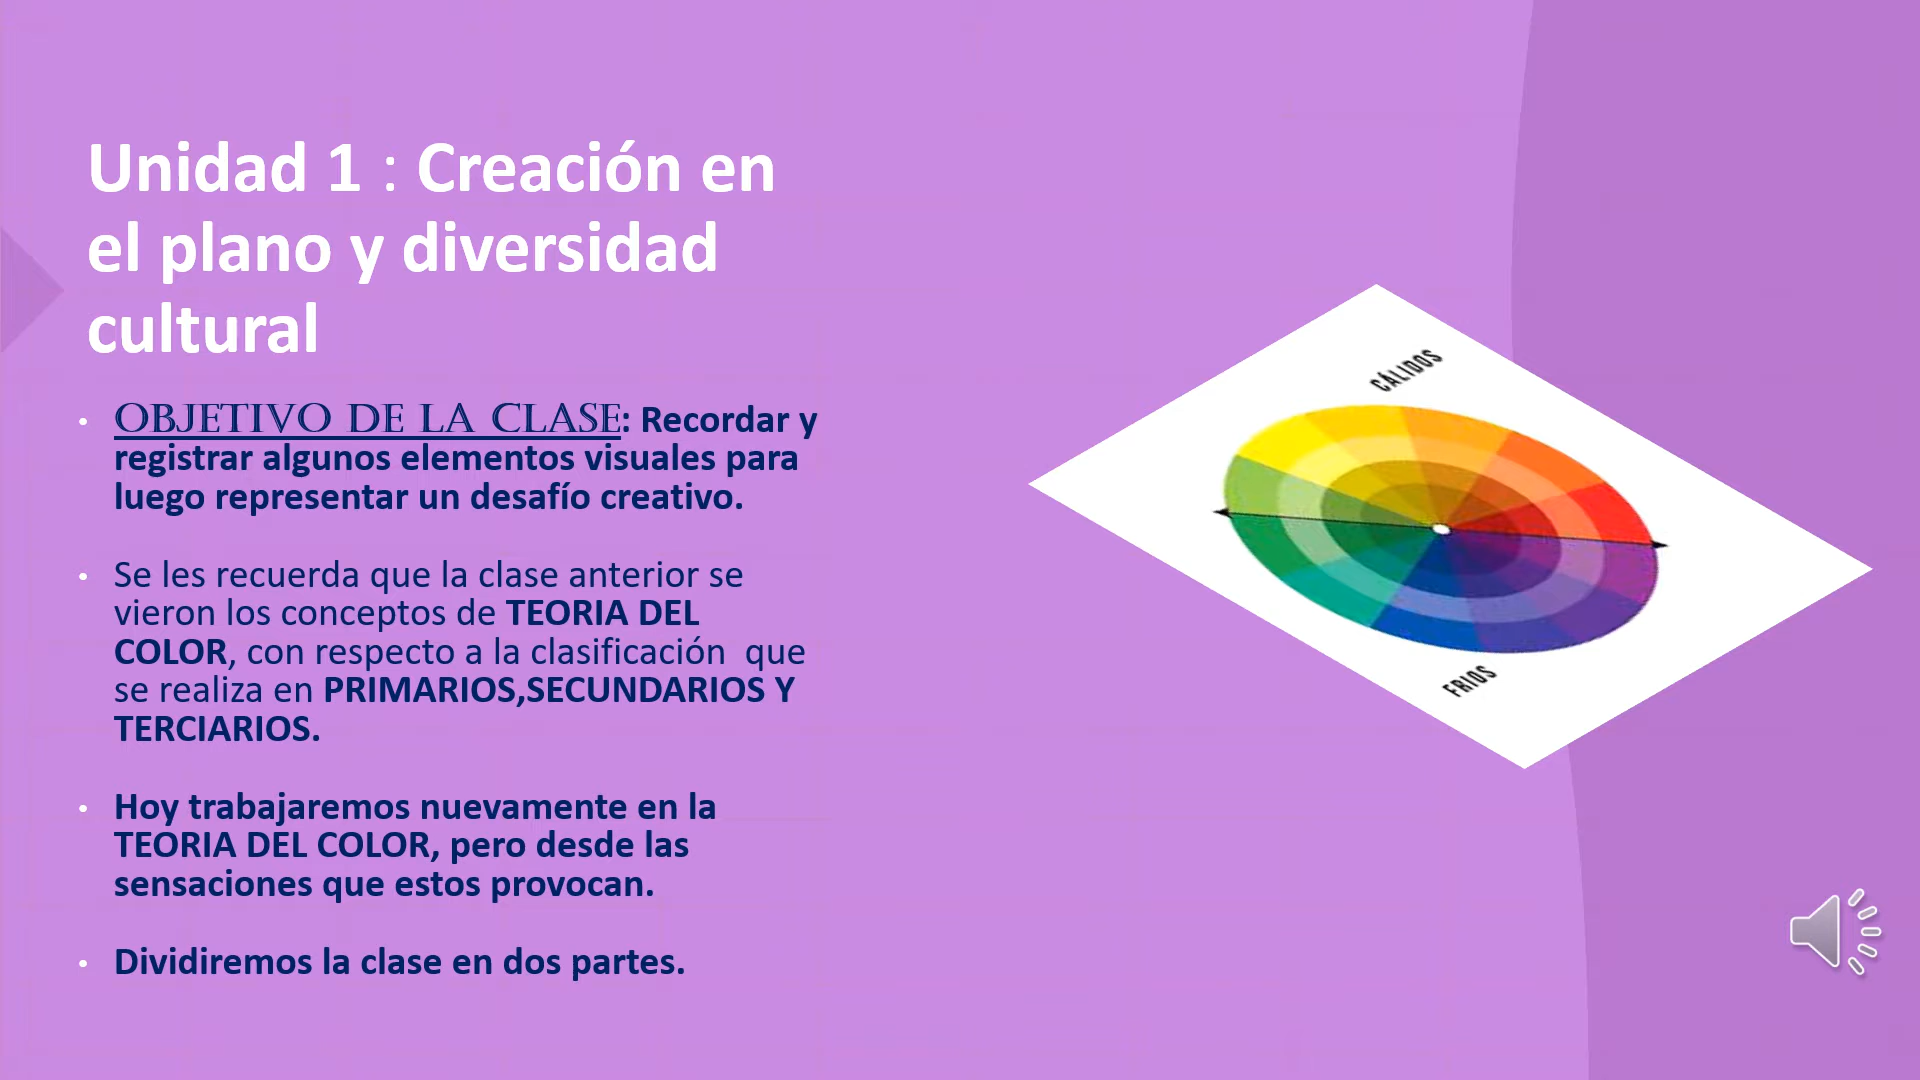 Unidad 1 : Creación en
el plano y diversidad
cultural
• OBJETIVO DE LA CLASE: Recordar y
registrar algunos elementos visuales para
luego representar un desafío creativo.
• Se les recuerda que la clase anterior se
vieron los conceptos de TEORIA DEL
COLOR, con respecto a la clasificación  que
se realiza en PRIMARIOS,SECUNDARIOS Y
TERCIARIOS.
• Hoy trabajaremos nuevamente en la
TEORIA DEL COLOR, pero desde las
sensaciones que estos provocan.
• Dividiremos la clase en dos partes.
CÁLIDOS
FRIOS